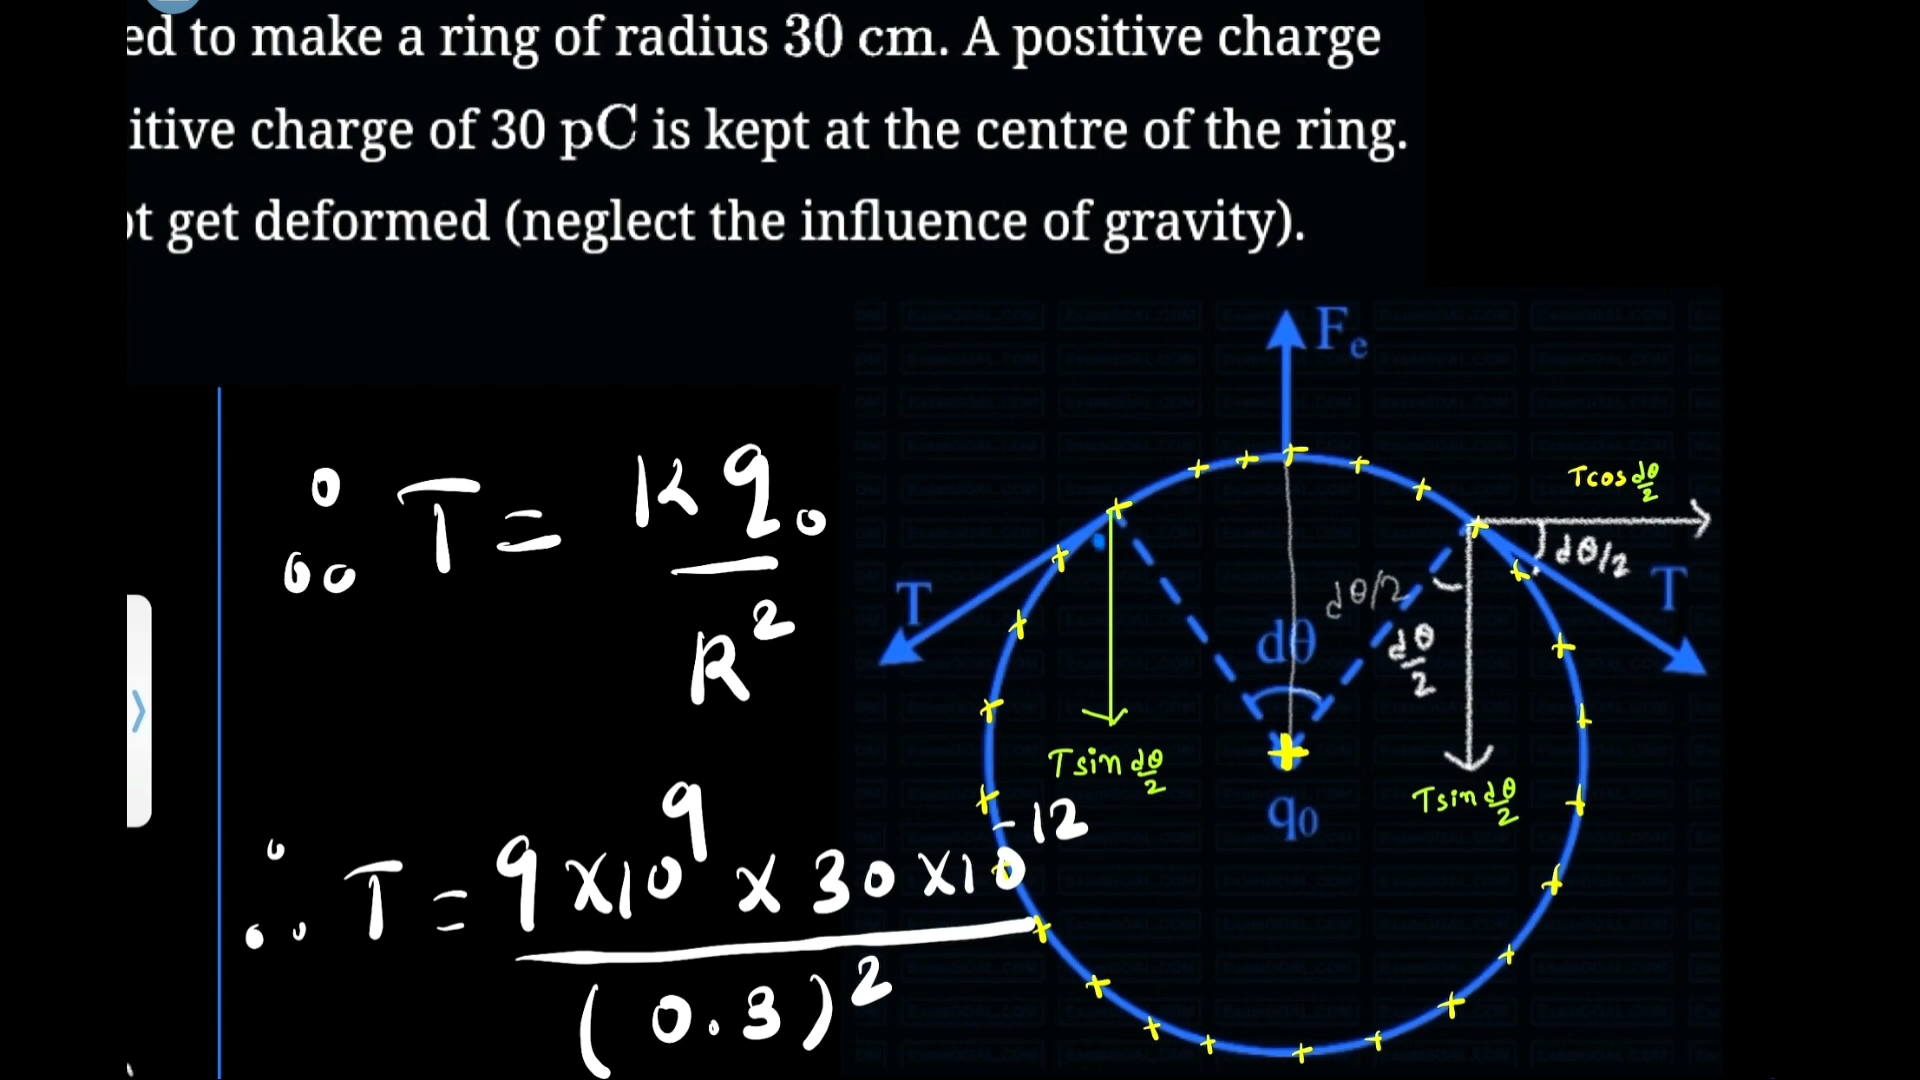 ed to make a ring of radius 30 cm. A positive charge
itive charge of 30 pC is kept at the centre of the ring.
t get deformed (neglect the influence of gravity).
Fe
Tcos dθ/2
dθ/2
T
T
dθ/2
dθ
dθ/2
∴ T = Kq₀/R²
Tsin dθ/2
Tsin dθ/2
q0
∴ T = 9×10⁹ × 30×10⁻¹²/(0.3)²